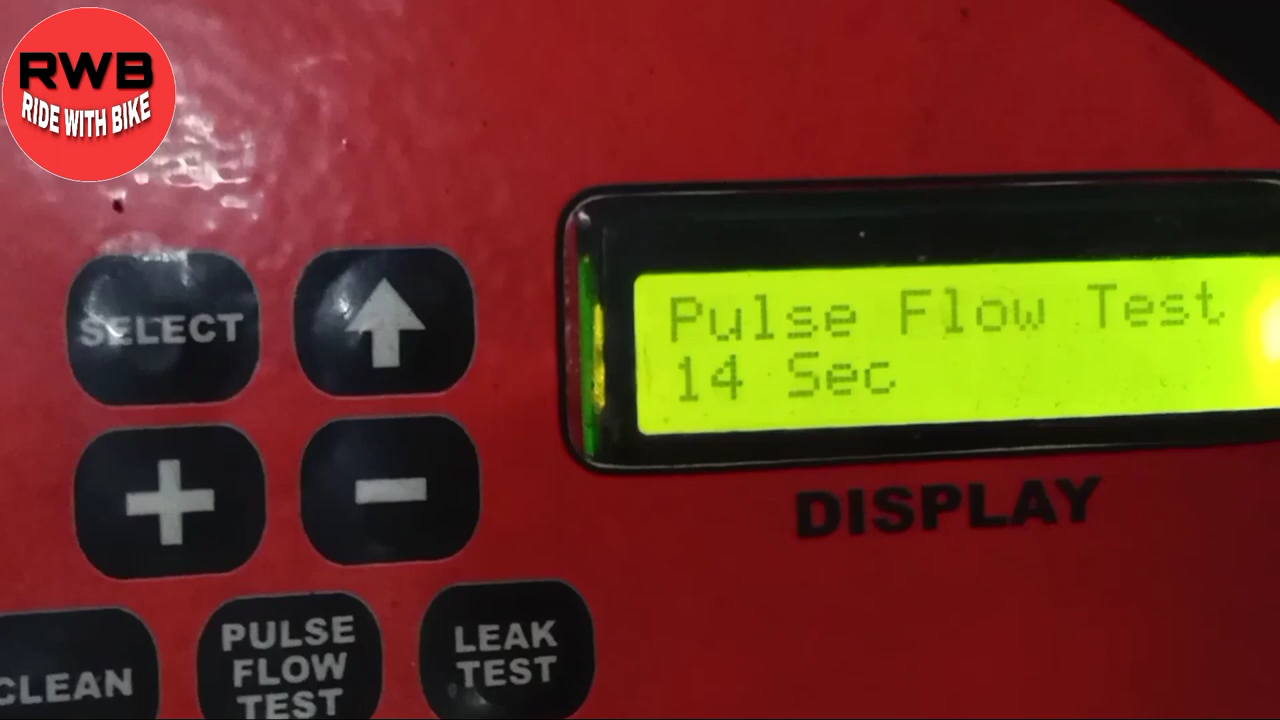 RWB
RIDE WITH BIKE
SELECT
Pulse Flow Test
14 Sec
DISPLAY
CLEAN
PULSE
FLOW
TEST
LEAK
TEST